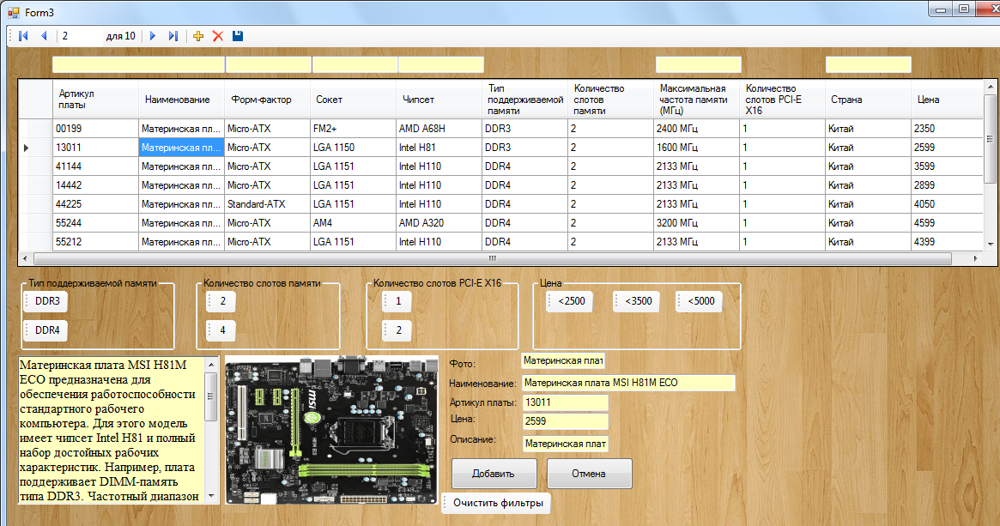 Form3
2 для 10
Артикул платы Наименование Форм-фактор Сокет Чипсет Тип поддерживаемой памяти Количество слотов памяти Максимальная частота памяти (МГц) Количество слотов PCI-E X16 Страна Цена
00199 Материнская пл... Micro-ATX FM2+ AMD A68H DDR3 2 2400 МГц 1 Китай 2350
13011 Материнская пл... Micro-ATX LGA 1150 Intel H81 DDR3 2 1600 МГц 1 Китай 2599
41144 Материнская пл... Micro-ATX LGA 1151 Intel H110 DDR4 2 2133 МГц 1 Китай 3599
14442 Материнская пл... Micro-ATX LGA 1151 Intel H110 DDR4 2 2133 МГц 1 Китай 2899
44225 Материнская пл... Standard-ATX LGA 1151 Intel H110 DDR4 2 2133 МГц 1 Китай 4050
55244 Материнская пл... Micro-ATX AM4 AMD A320 DDR4 2 3200 МГц 1 Китай 4599
55212 Материнская пл... Micro-ATX LGA 1151 Intel H110 DDR4 2 2133 МГц 1 Китай 4399
Тип поддерживаемой памяти Количество слотов памяти Количество слотов PCI-E X16 Цена
DDR3 2 1 <2500 <3500 <5000
DDR4 4 2
Материнская плата MSI H81M
ECO предназначена для
обеспечения работоспособности
стандартного рабочего
компьютера. Для этого модель
имеет чипсет Intel H81 и полный
набор достойных рабочих
характеристик. Например, плата
поддерживает DIMM-память
типа DDR3. Частотный диапазон
msi
H81M ECO
Фото: Материнская плат
Наименование: Материнская плата MSI H81M ECO
Артикул платы: 13011
Цена: 2599
Описание: Материнская плат
Добавить Отмена
Очистить фильтры